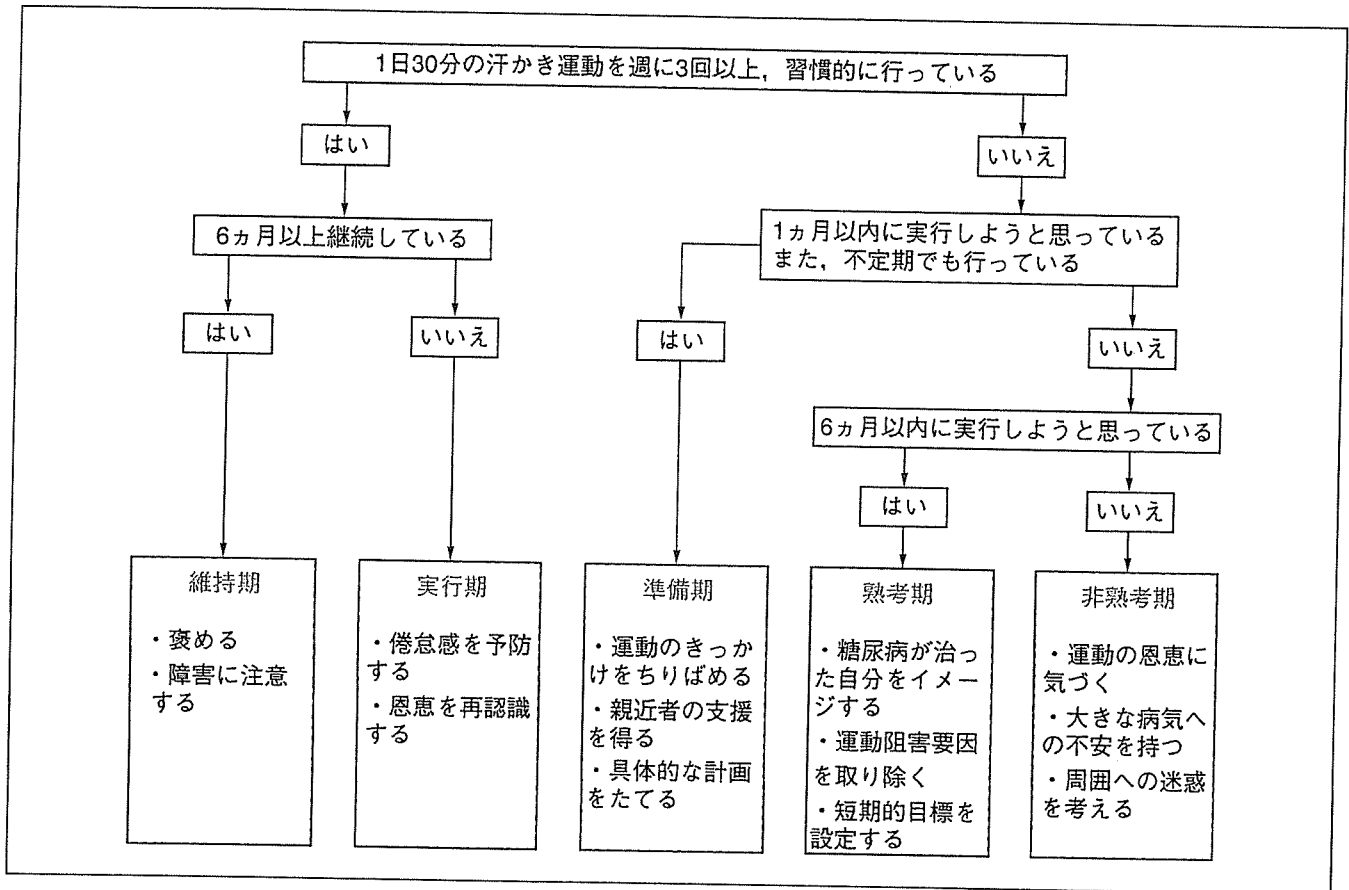 1日30分の汗かき運動を週に3回以上，習慣的に行っている
はい
いいえ
6ヵ月以上継続している
1ヵ月以内に実行しようと思っている
また，不定期でも行っている
はい
いいえ
はい
いいえ
6ヵ月以内に実行しようと思っている
はい
いいえ
維持期
・褒める
・障害に注意
する
実行期
・倦怠感を予防
する
・恩恵を再認識
する
準備期
・運動のきっか
けをちりばめる
・親近者の支援
を得る
・具体的な計画
をたてる
熟考期
・糖尿病が治っ
た自分をイメー
ジする
・運動阻害要因
を取り除く
・短期的目標を
設定する
非熟考期
・運動の恩恵に
気づく
・大きな病気へ
の不安を持つ
・周囲への迷惑
を考える